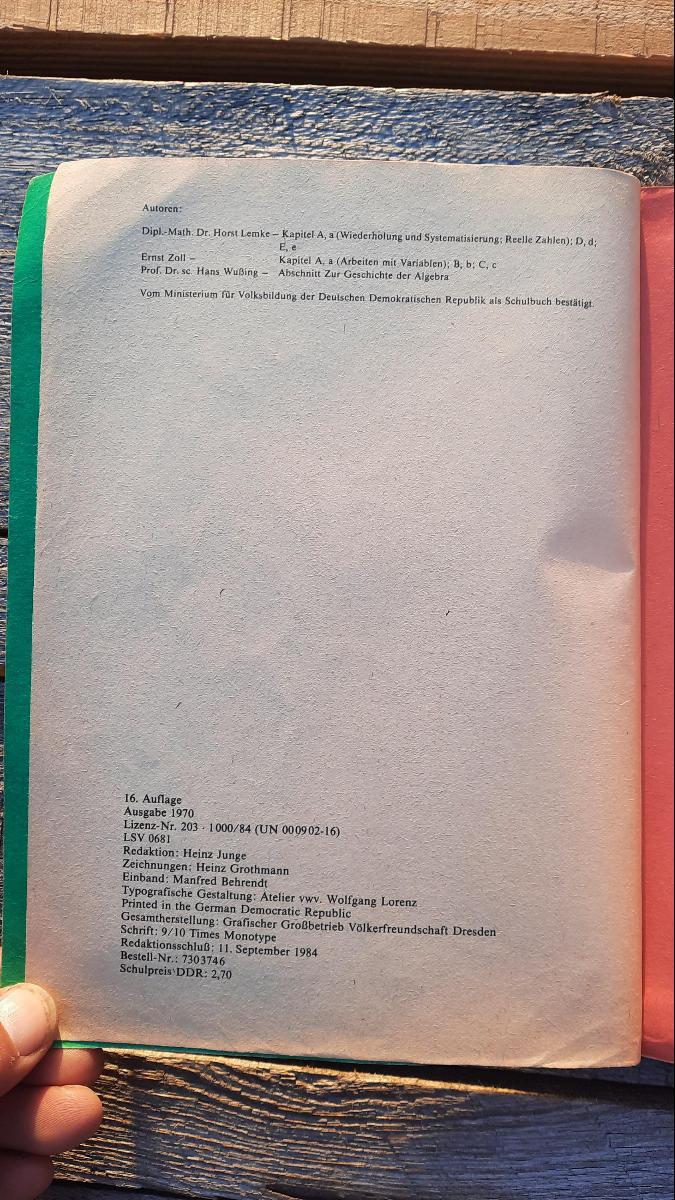 Autoren:
Dipl.-Math. Dr. Horst Lemke – Kapitel A, a (Wiederholung und Systematisierung; Reelle Zahlen); D, d;
E, e
Ernst Zoll – Kapitel A, a (Arbeiten mit Variablen); B, b; C, c
Prof. Dr. sc. Hans Wußing – Abschnitt Zur Geschichte der Algebra
Vom Ministerium für Volksbildung der Deutschen Demokratischen Republik als Schulbuch bestätigt.
16. Auflage
Ausgabe 1970
Lizenz-Nr. 203 · 1000/84 (UN 000902-16)
LSV 0681
Redaktion: Heinz Junge
Zeichnungen: Heinz Grothmann
Einband: Manfred Behrendt
Typografische Gestaltung: Atelier vwv. Wolfgang Lorenz
Printed in the German Democratic Republic
Gesamtherstellung: Grafischer Großbetrieb Völkerfreundschaft Dresden
Schrift: 9/10 Times Monotype
Redaktionsschluß: 11. September 1984
Bestell-Nr.: 7303746
Schulpreis DDR: 2,70